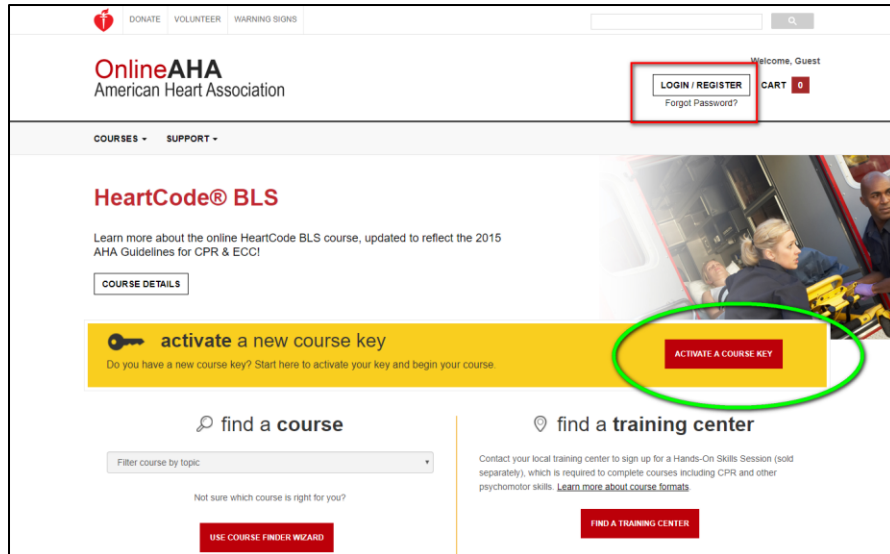 DONATE VOLUNTEER WARNING SIGNS
Welcome, Guest
OnlineAHA
American Heart Association
LOGIN / REGISTER CART 0
Forgot Password?
COURSES SUPPORT
HeartCode® BLS
Learn more about the online HeartCode BLS course, updated to reflect the 2015
AHA Guidelines for CPR & ECC!
COURSE DETAILS
activate a new course key
Do you have a new course key? Start here to activate your key and begin your course.
ACTIVATE A COURSE KEY
find a course
Filter course by topic
Not sure which course is right for you?
USE COURSE FINDER WIZARD
find a training center
Contact your local training center to sign up for a Hands-On Skills Session (sold
separately), which is required to complete courses including CPR and other
psychomotor skills. Learn more about course formats.
FIND A TRAINING CENTER